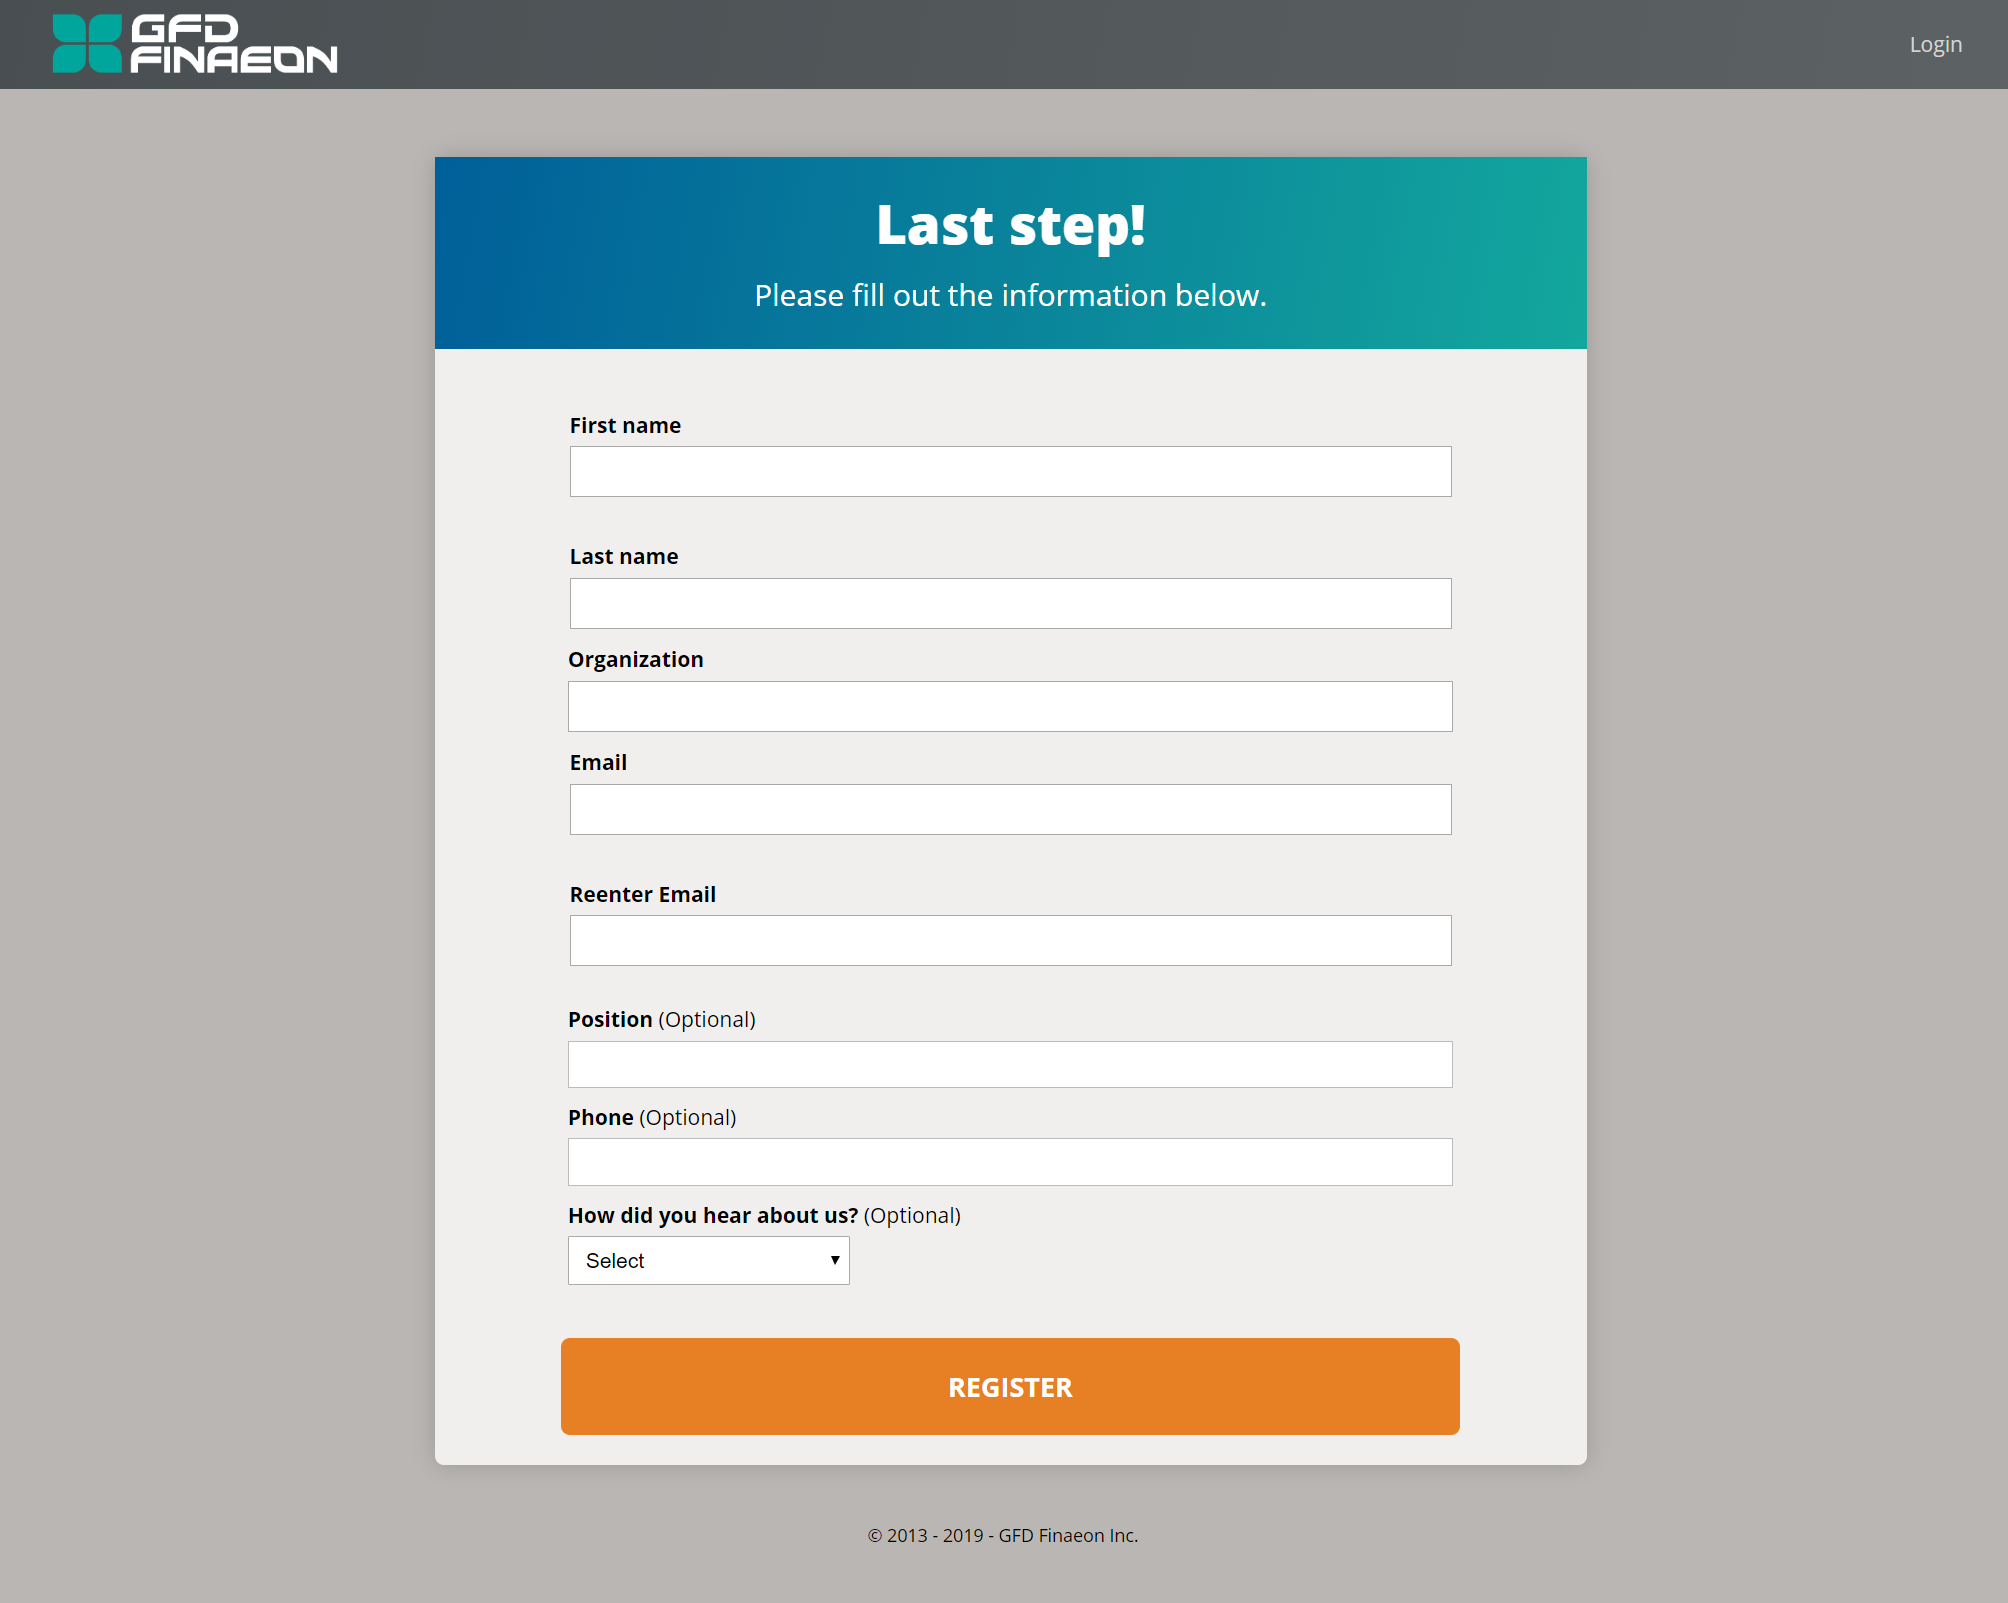 GFD
FINAEON
Login
Last step!
Please fill out the information below.
First name
Last name
Organization
Email
Reenter Email
Position (Optional)
Phone (Optional)
How did you hear about us? (Optional)
Select
REGISTER
© 2013 - 2019 - GFD Finaeon Inc.